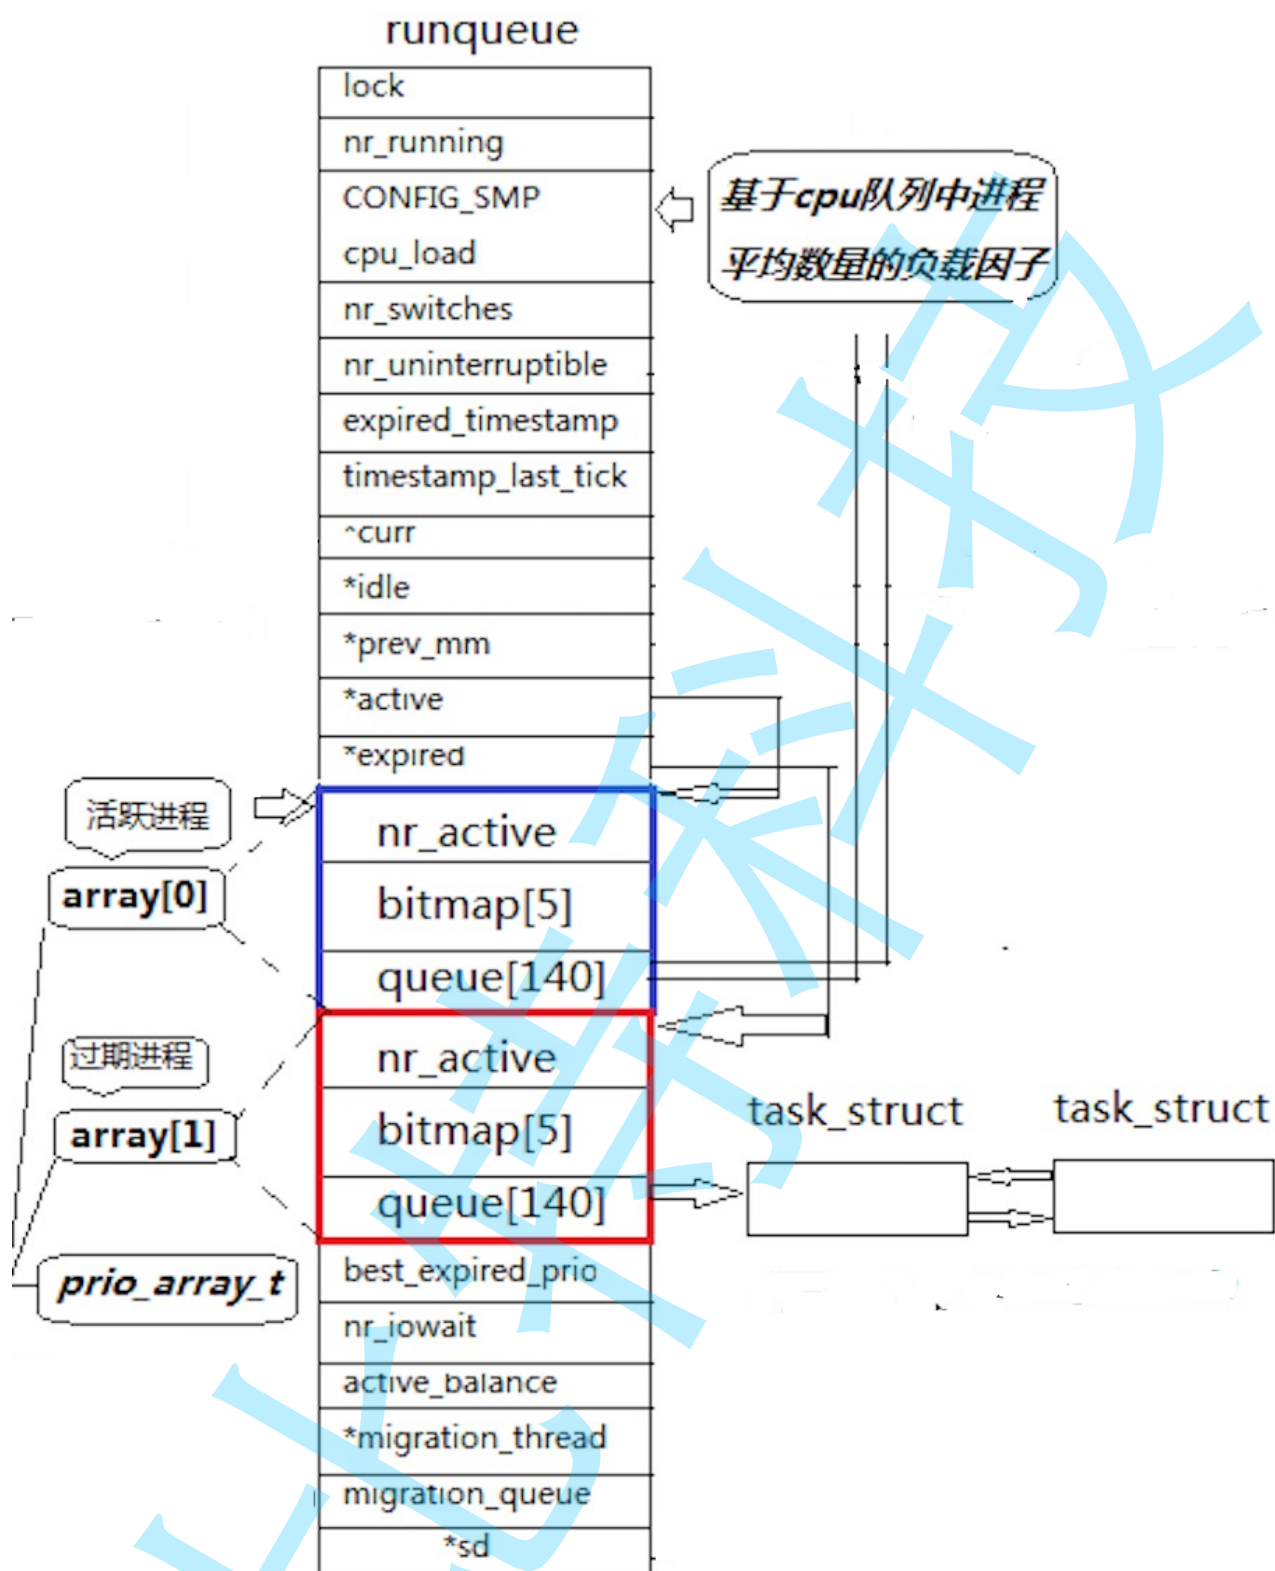 runqueue
lock
nr_running
CONFIG_SMP
cpu_load
基于cpu队列中进程
平均数量的负载因子
nr_switches
nr_uninterruptible
expired_timestamp
timestamp_last_tick
*curr
*idle
*prev_mm
*active
*expired
活跃进程
array[0]
nr_active
bitmap[5]
queue[140]
过期进程
array[1]
nr_active
bitmap[5]
queue[140]
task_struct
task_struct
prio_array_t
best_expired_prio
nr_iowait
active_balance
*migration_thread
migration_queue
*sd
特科技